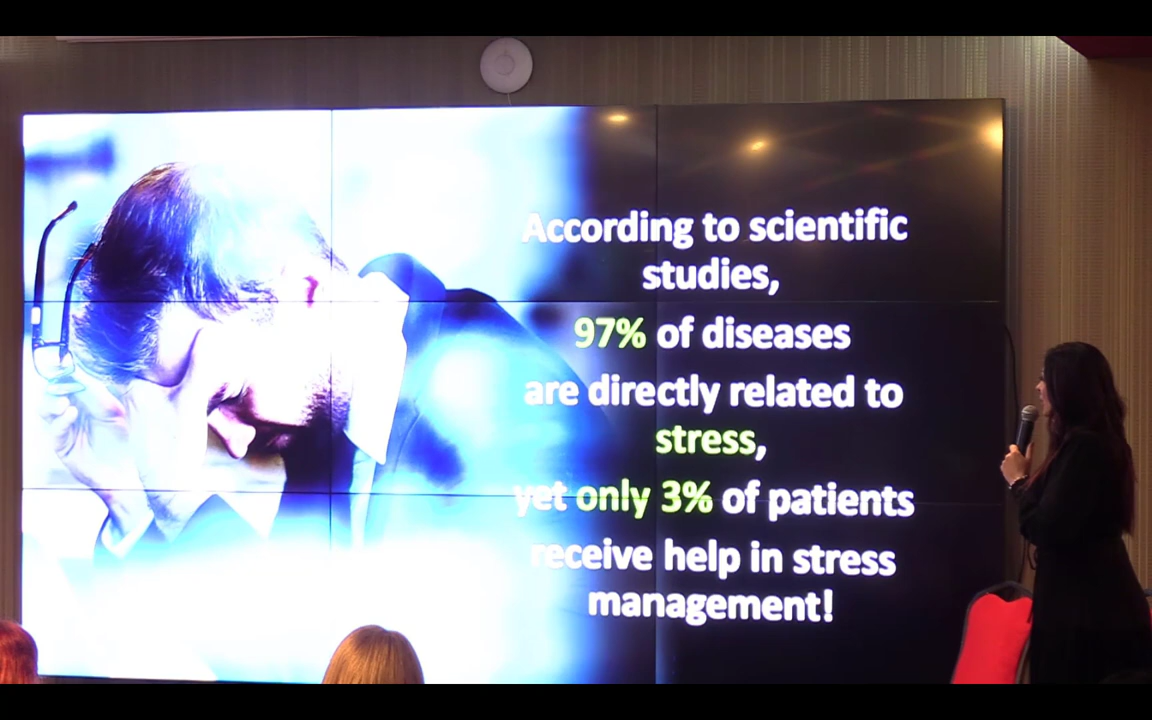 According to scientific
studies,
97% of diseases
are directly related to
stress,
yet only 3% of patients
receive help in stress
management!